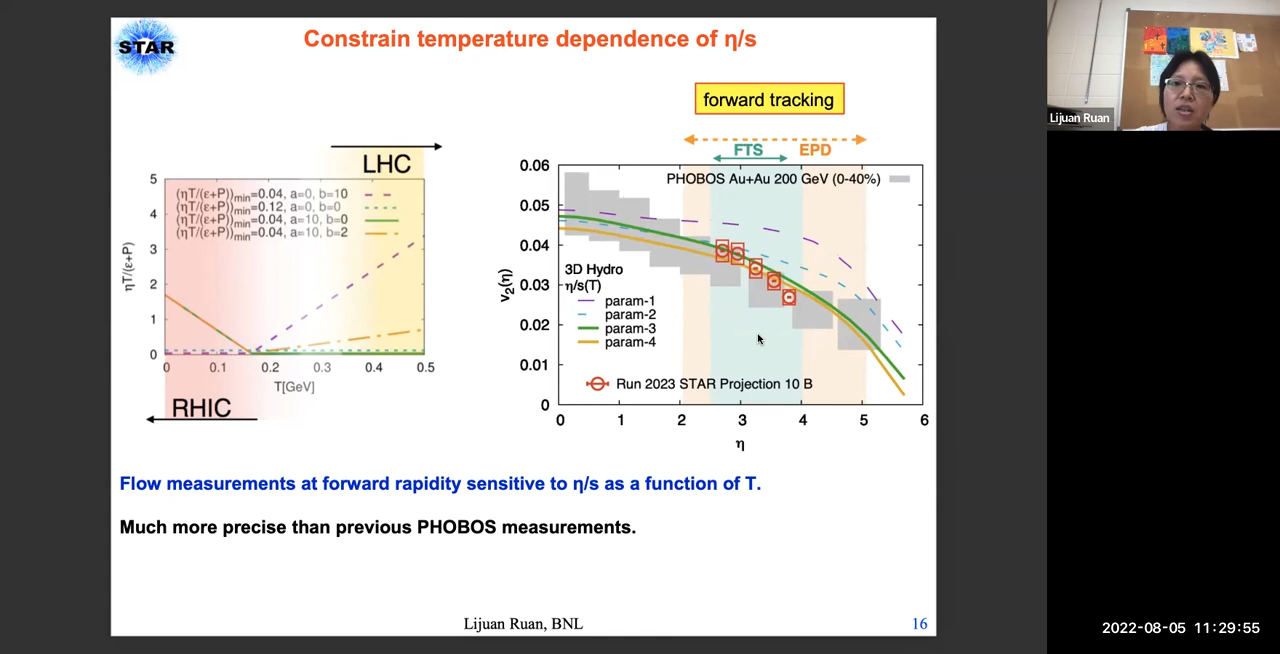 STAR
Constrain temperature dependence of η/s
forward tracking
LHC
5
4
3
2
1
0
ηT/(ε+P)
(ηT/(ε+P))min=0.04, a=0, b=10
(ηT/(ε+P))min=0.12, a=0, b=0
(ηT/(ε+P))min=0.04, a=10, b=0
(ηT/(ε+P))min=0.04, a=10, b=2
0 0.1 0.2 0.3 0.4 0.5
T[GeV]
RHIC
FTS EPD
0.06
0.05
0.04
0.03
0.02
0.01
0
v2(η)
PHOBOS Au+Au 200 GeV (0-40%)
3D Hydro
η/s(T)
param-1
param-2
param-3
param-4
Run 2023 STAR Projection 10 B
0 1 2 3 4 5 6
η
Flow measurements at forward rapidity sensitive to η/s as a function of T.
Much more precise than previous PHOBOS measurements.
Lijuan Ruan, BNL
16
Lijuan Ruan
2022-08-05 11:29:55